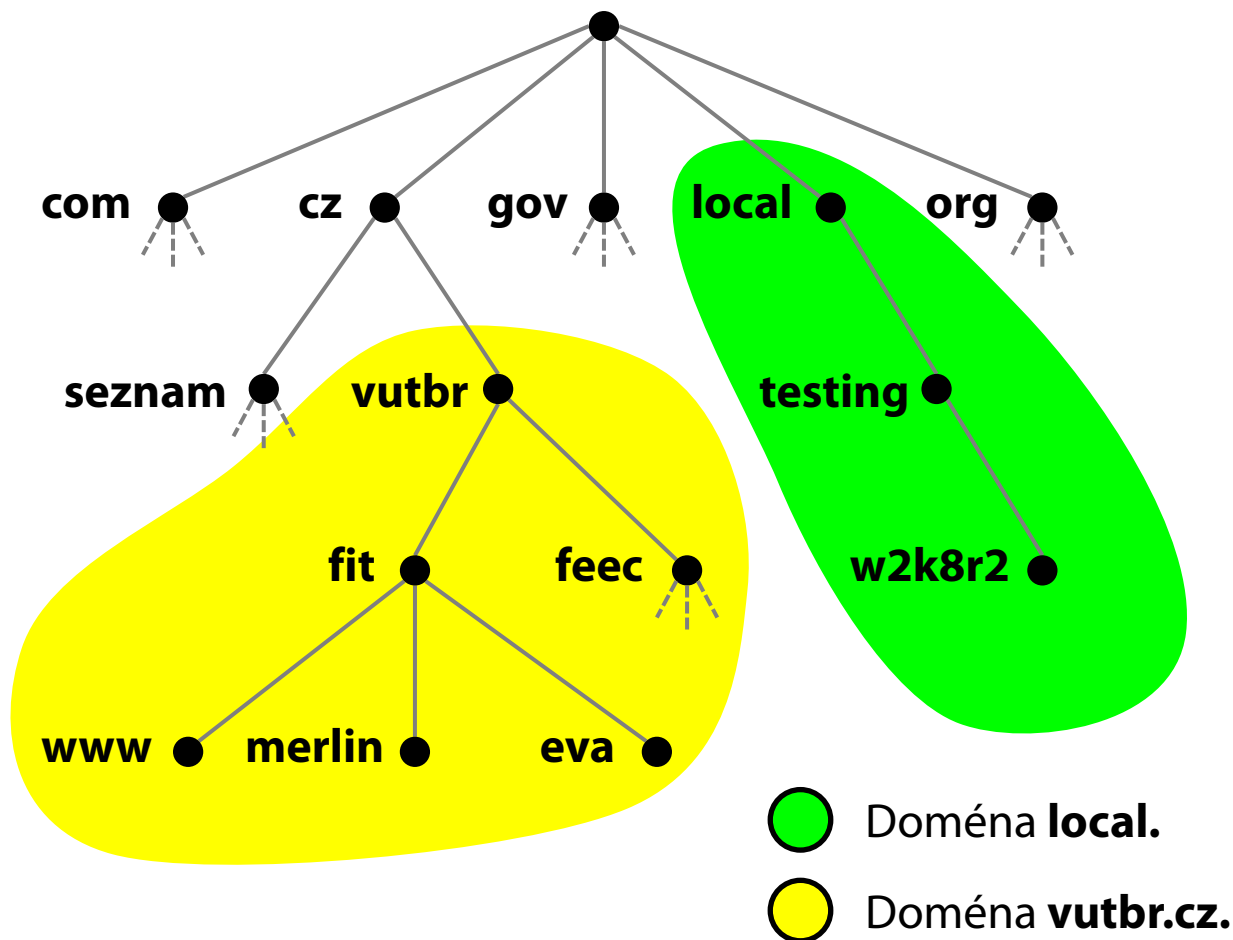 com cz gov local org
seznam vutbr testing
fit feec w2k8r2
www merlin eva
Doména local.
Doména vutbr.cz.